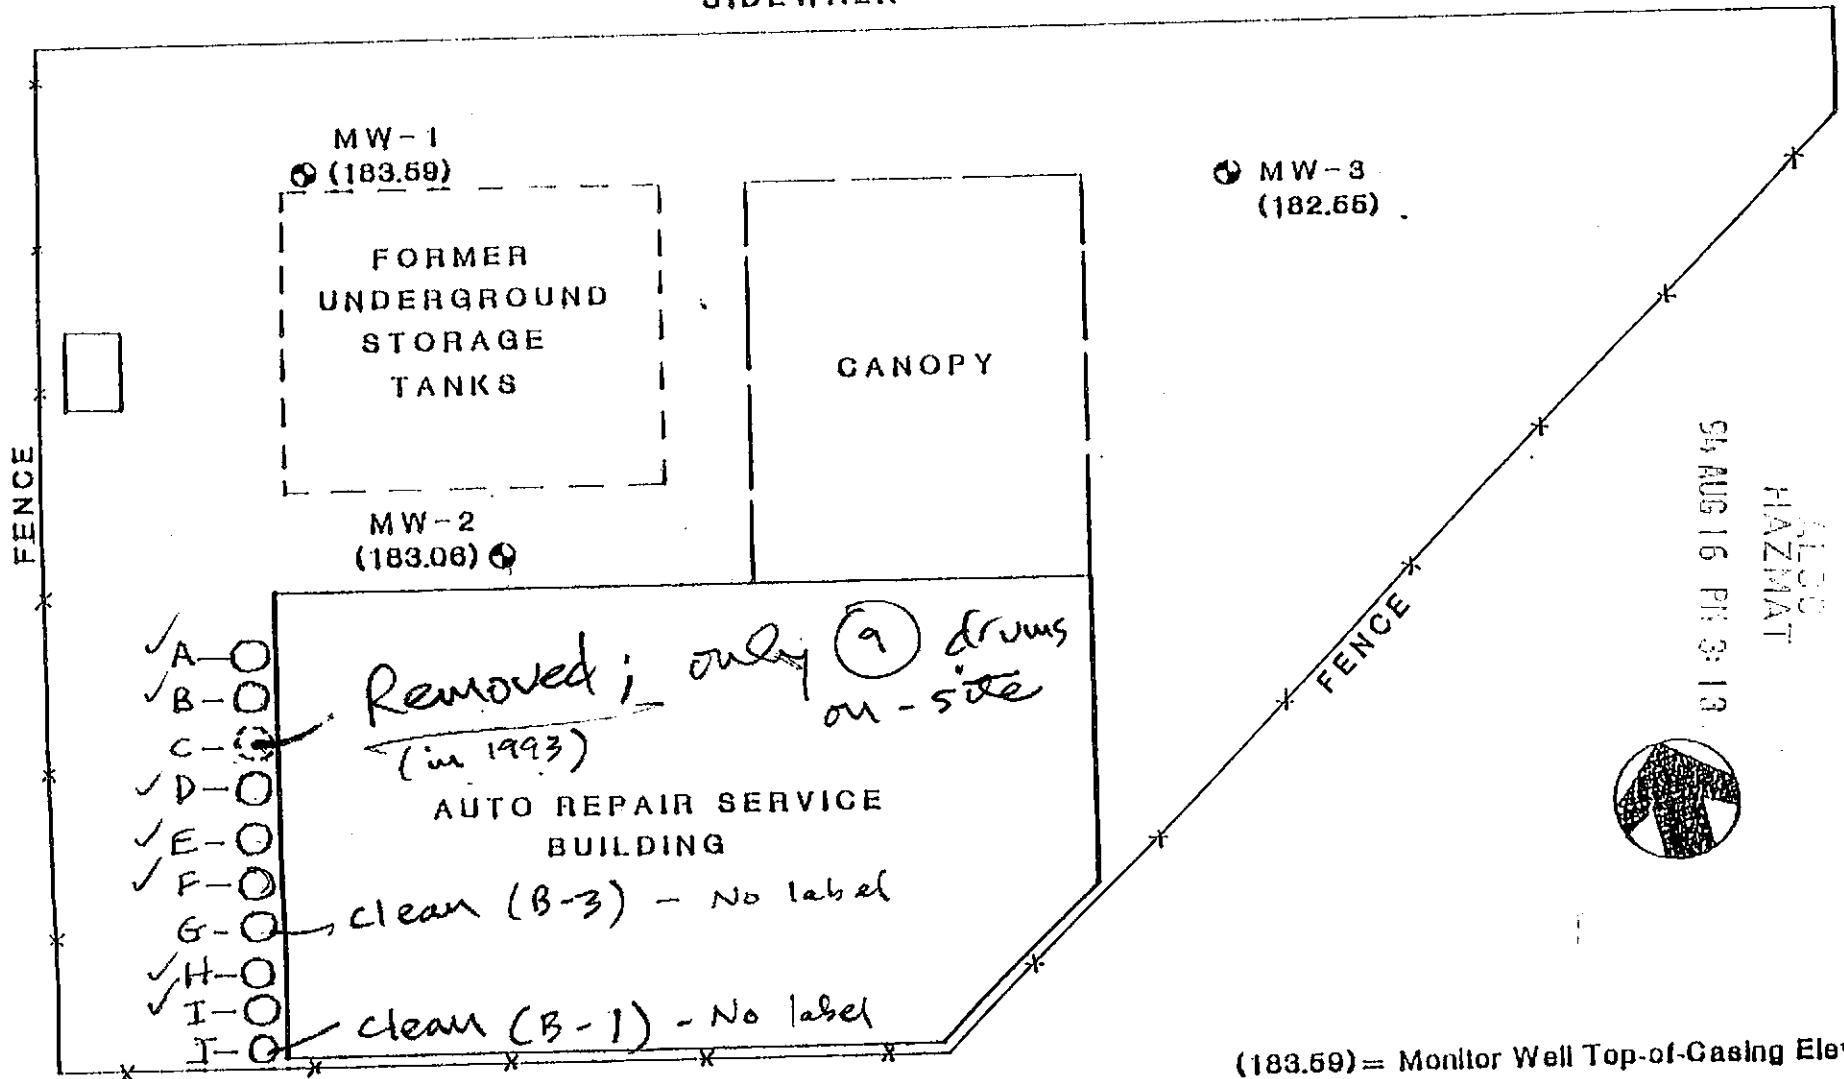 SIDEWALK
MW-1
(183.59)
MW-3
(182.55)
FORMER
UNDERGROUND
STORAGE
TANKS
CANOPY
FENCE
MW-2
(183.06)
94 AUG 16 PM 3:13
HAZMAT
✓A
✓B
C
✓D
✓E
✓F
G
✓H
✓I
J
Removed; only 9 drums
on-site
(in 1993)
AUTO REPAIR SERVICE
BUILDING
clean (B-3) - No label
clean (B-1) - No label
FENCE
(183.59)= Monitor Well Top-of-Casing Ele